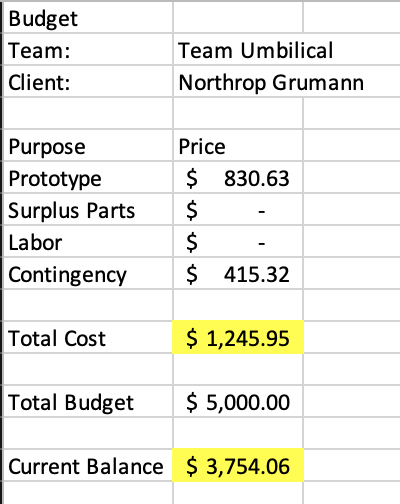 Budget
Team: Team Umbilical
Client: Northrop Grumann
Purpose Price
Prototype $ 830.63
Surplus Parts $ -
Labor $ -
Contingency $ 415.32
Total Cost $ 1,245.95
Total Budget $ 5,000.00
Current Balance $ 3,754.06